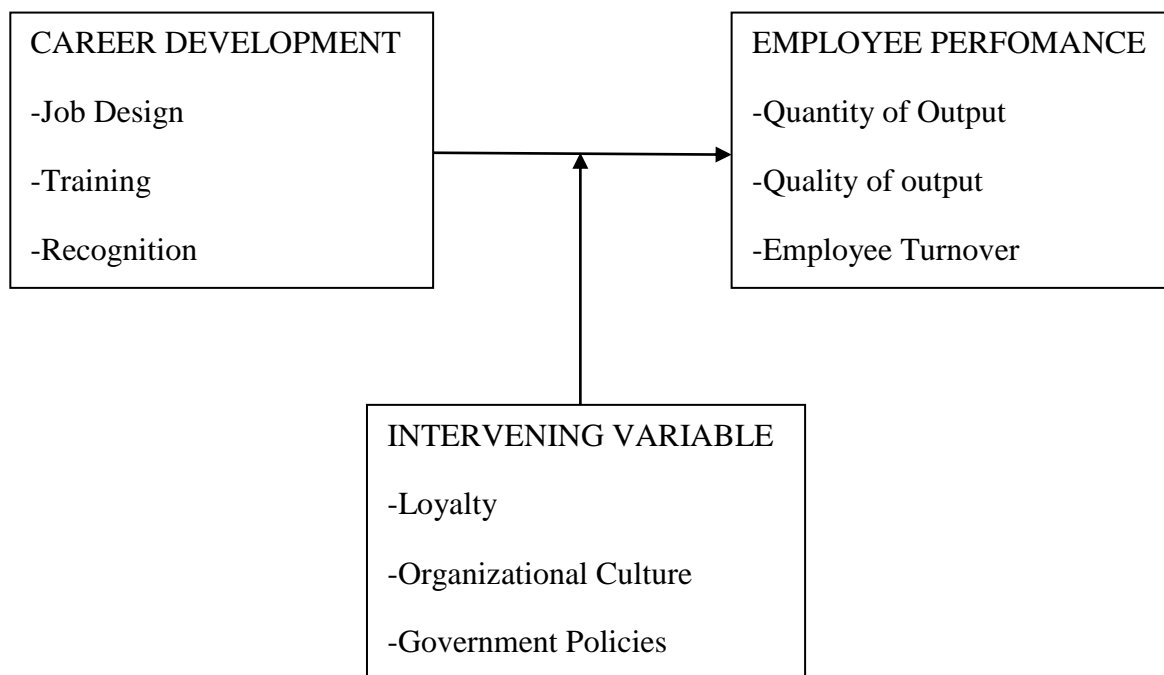 CAREER DEVELOPMENT
-Job Design
-Training
-Recognition
EMPLOYEE PERFOMANCE
-Quantity of Output
-Quality of output
-Employee Turnover
INTERVENING VARIABLE
-Loyalty
-Organizational Culture
-Government Policies